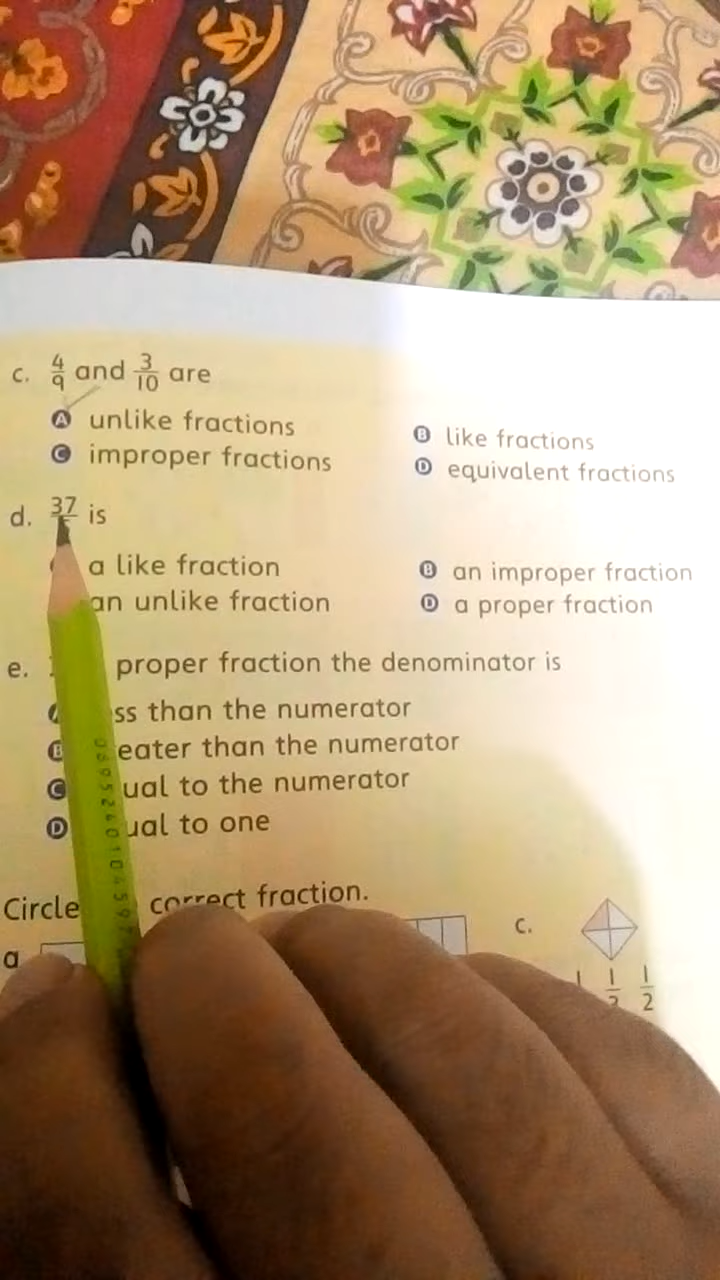 c. 4/9 and 3/10 are
A unlike fractions
B like fractions
C improper fractions
D equivalent fractions
d. 37 is
a like fraction
B an improper fraction
an unlike fraction
D a proper fraction
e. proper fraction the denominator is
ss than the numerator
B eater than the numerator
C ual to the numerator
D ual to one
Circle correct fraction.
a
c.
1/2